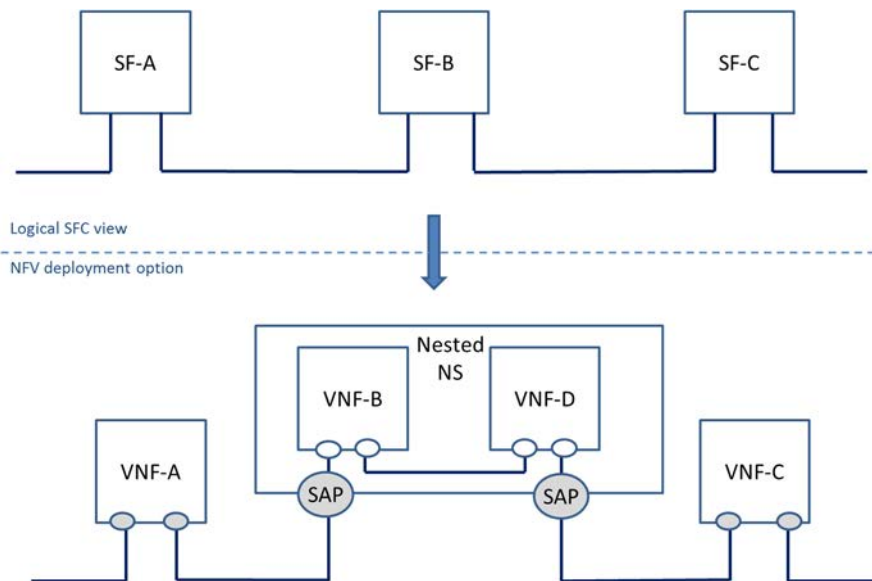 SF-A
SF-B
SF-C
Logical SFC view
NFV deployment option
Nested
NS
VNF-B
VNF-D
VNF-A
VNF-C
SAP
SAP